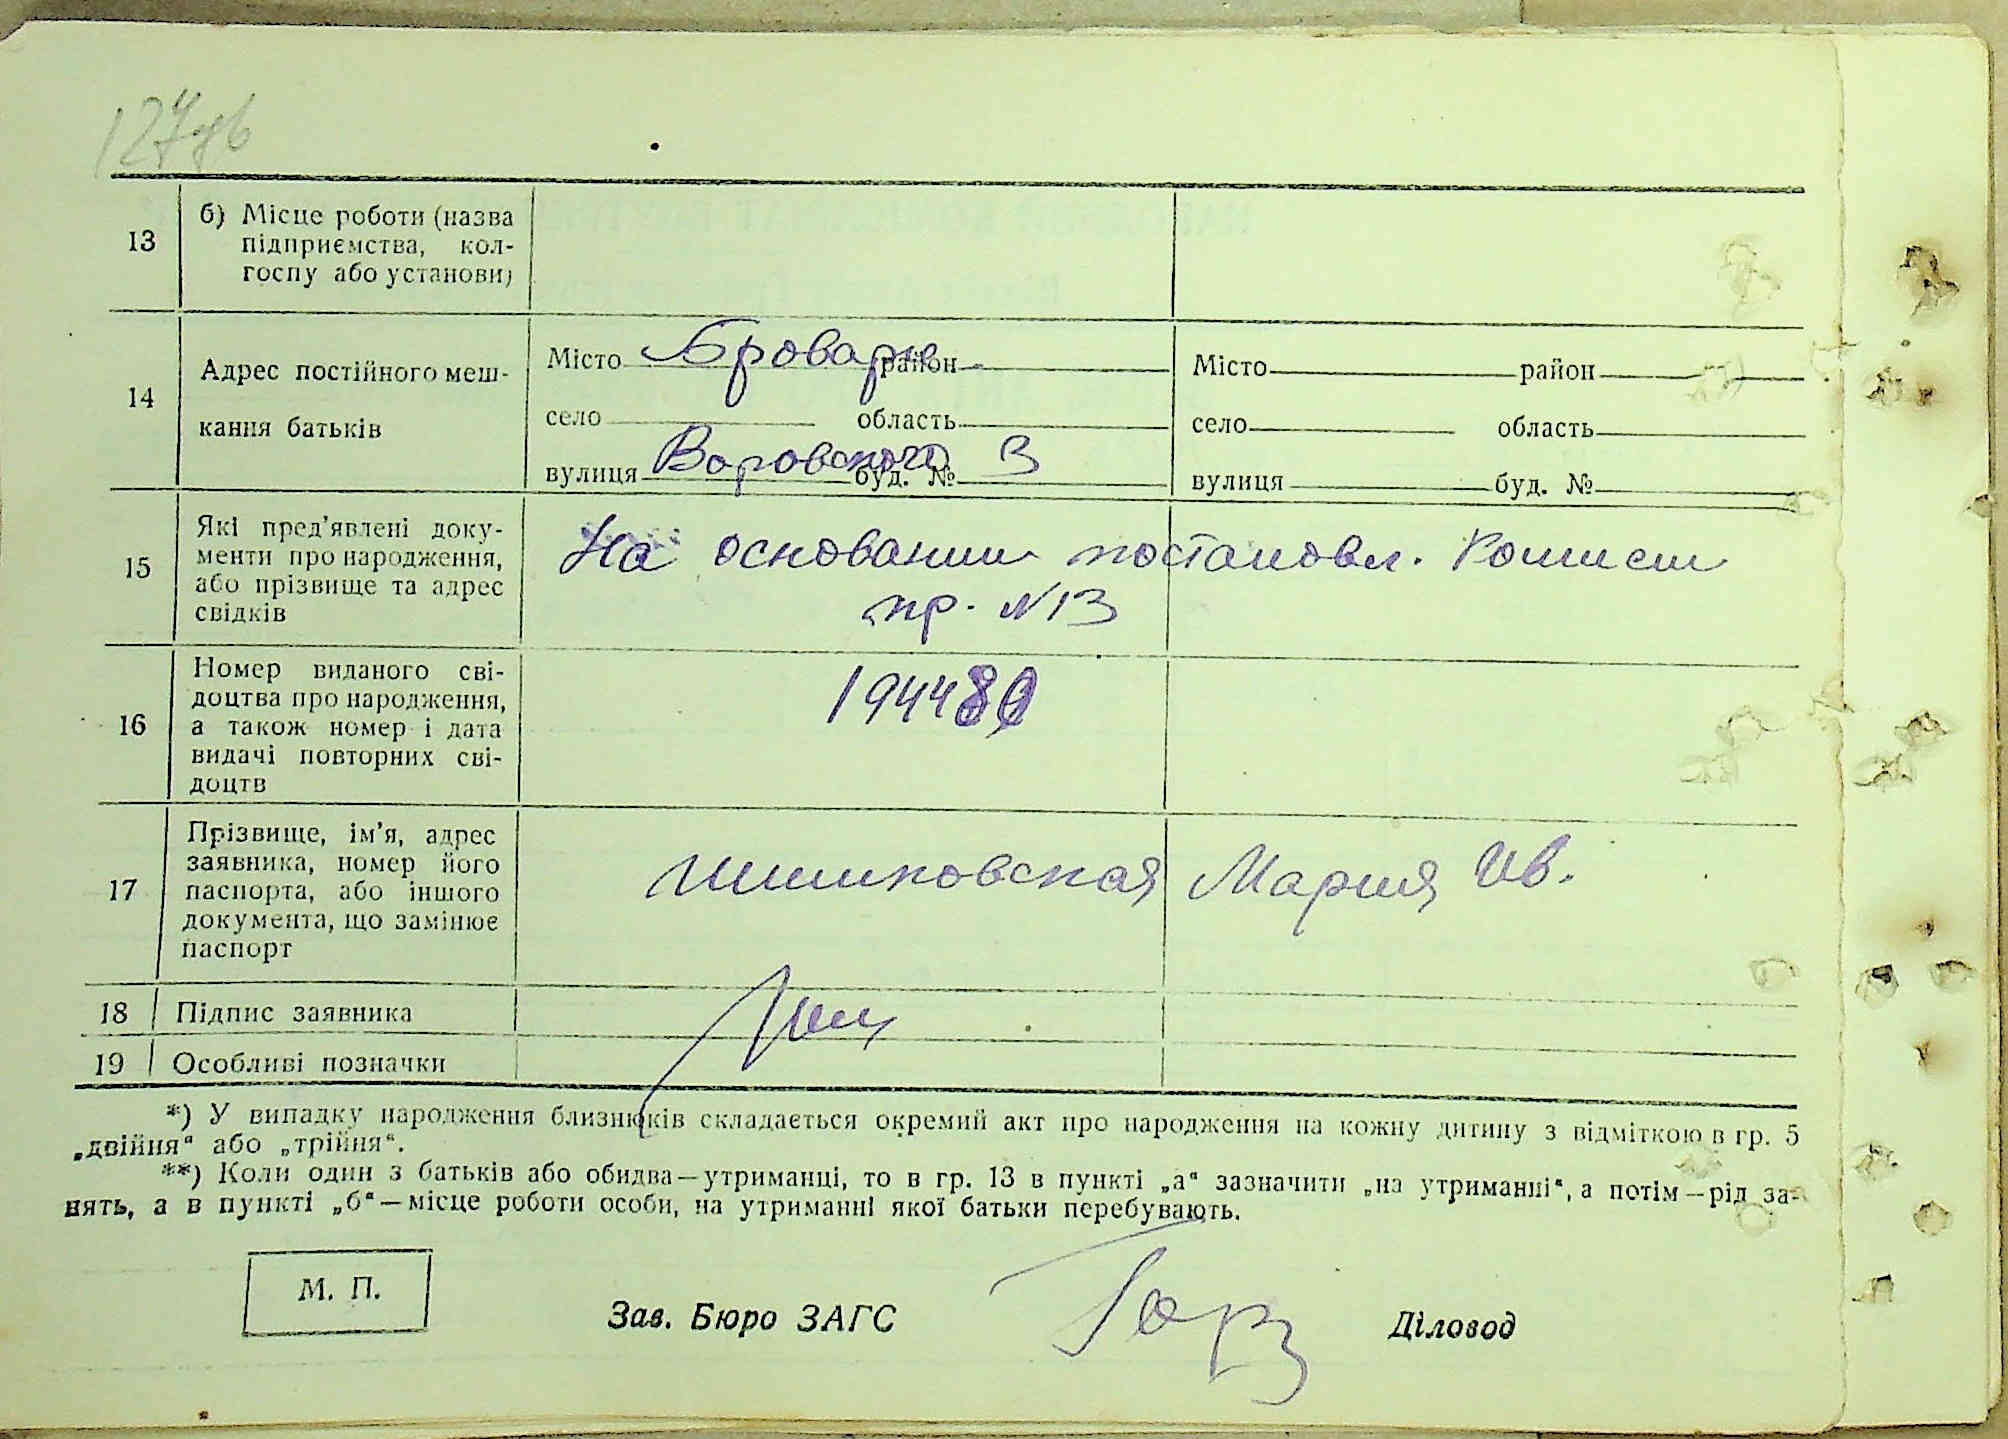 127зв
13
б) Місце роботи (назва
підприємства, кол-
госпу або установи)
14
Адрес постійного меш-
кання батьків
Місто Бровары район
село область
вулиця Воровского буд. № 3
Місто район
село область
вулиця буд. №
15
Які пред'явлені доку-
менти про народження,
або прізвище та адрес
свідків
На основании постановл. Комиссии
пр. №13
16
Номер виданого сві-
доцтва про народження,
а також номер і дата
видачі повторних сві-
доцтв
17
Прізвище, ім'я, адрес
заявника, номер його
паспорта, або іншого
документа, що замінює
паспорт
Шишковская Мария Ив.
18 Підпис заявника
19 Особливі позначки
*) У випадку народження близнюків складається окремий акт про народження на кожну дитину з відміткою в гр. 5
„двійня“ або „трійня“.
**) Коли один з батьків або обидва—утриманці, то в гр. 13 в пункті „а“ зазначити „на утриманні“, а потім—рід за-
нять, а в пункті „б“—місце роботи особи, на утриманні якої батьки перебувають.
М. П.
Зав. Бюро ЗАГС
Діловод